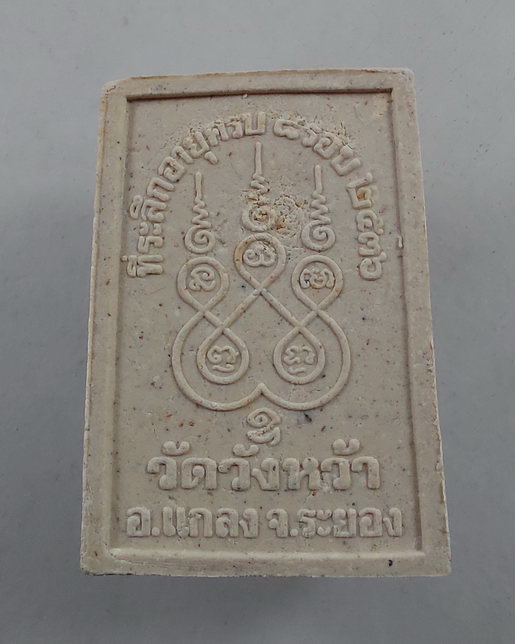 ที่ระลึกอายุครบ ๘ รอบ ๒๕๓๖
วัดวังหว้า
อ.แกลง จ.ระยอง